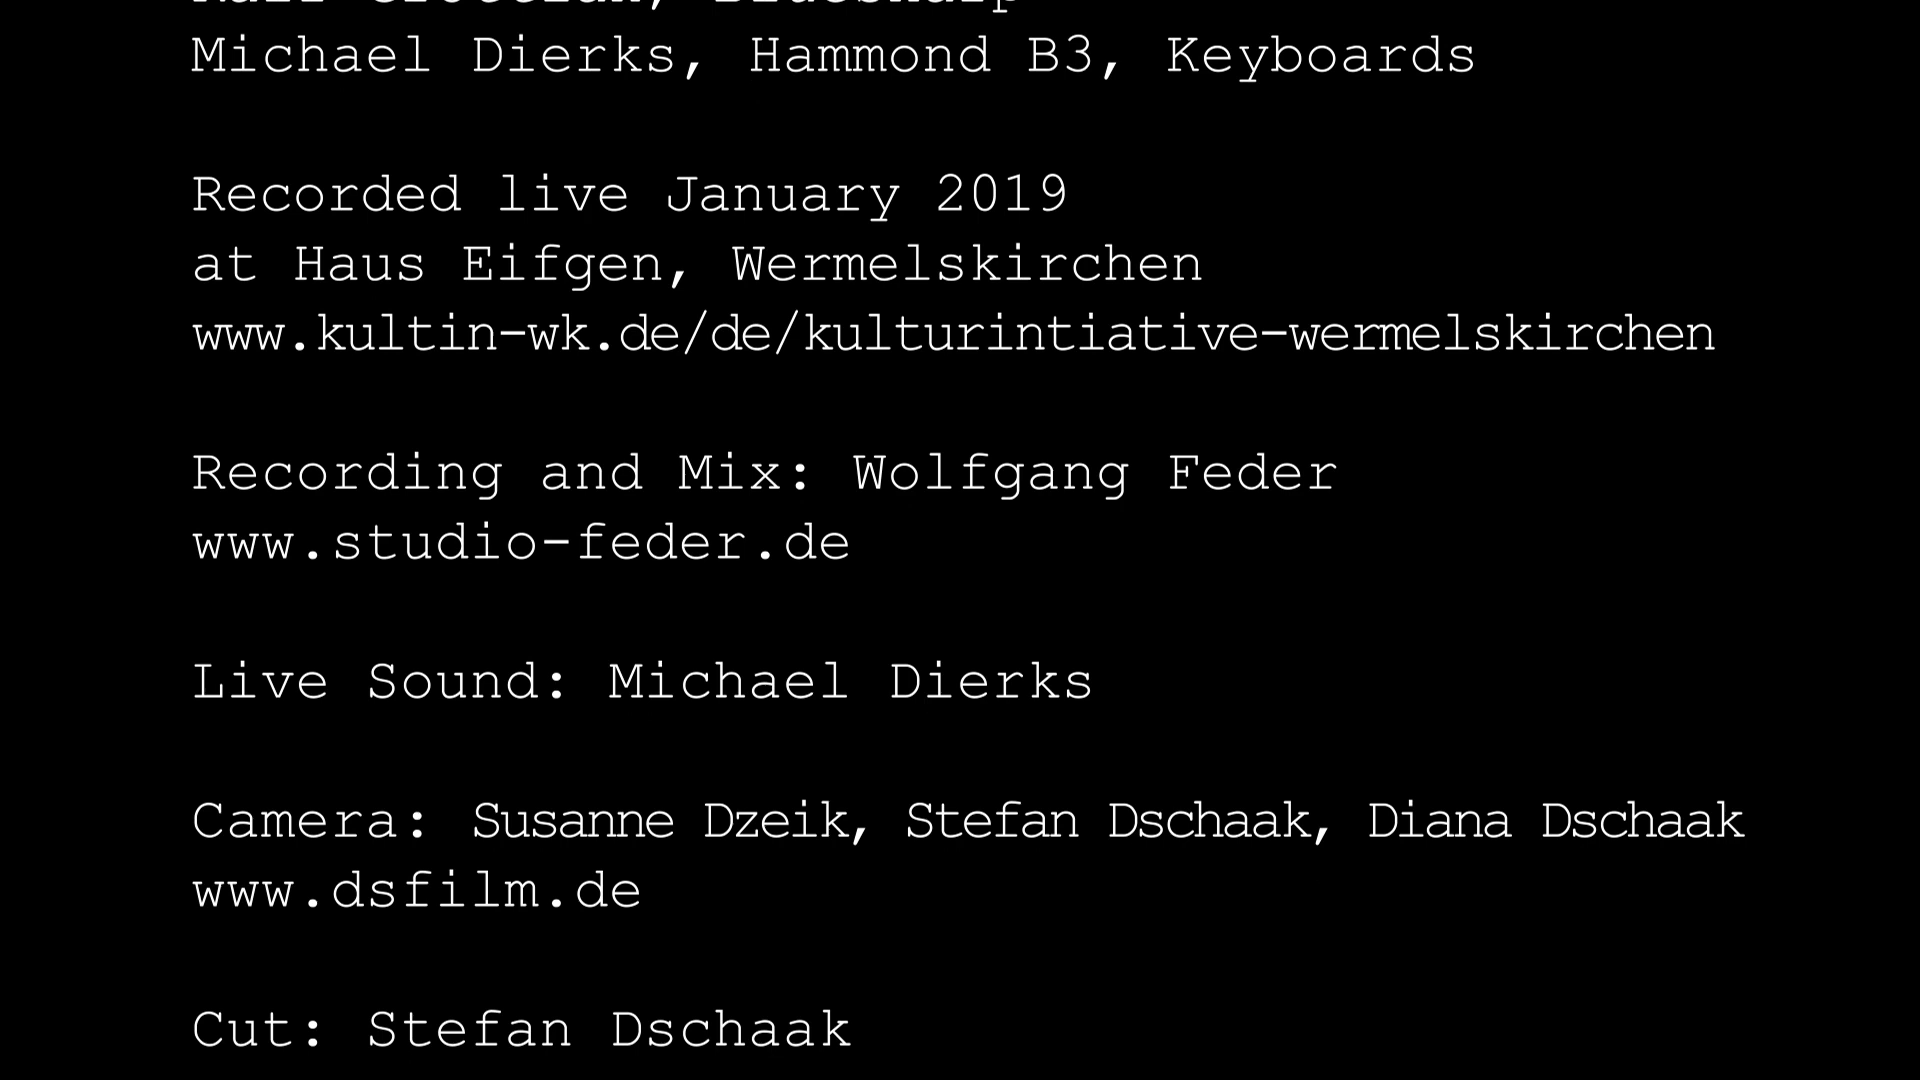 Michael Dierks, Hammond B3, Keyboards
Recorded live January 2019
at Haus Eifgen, Wermelskirchen
www.kultin-wk.de/de/kulturintiative-wermelskirchen
Recording and Mix: Wolfgang Feder
www.studio-feder.de
Live Sound: Michael Dierks
Camera: Susanne Dzeik, Stefan Dschaak, Diana Dschaak
www.dsfilm.de
Cut: Stefan Dschaak